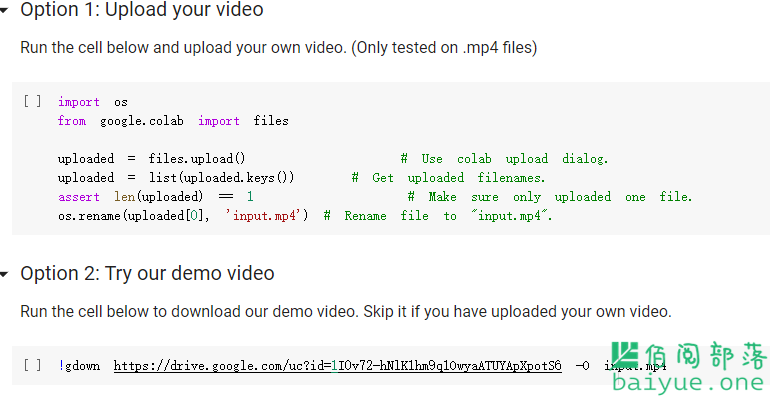 Option 1: Upload your video
Run the cell below and upload your own video. (Only tested on .mp4 files)
[ ] import os
from google.colab import files
uploaded = files.upload() # Use colab upload dialog.
uploaded = list(uploaded.keys()) # Get uploaded filenames.
assert len(uploaded) == 1 # Make sure only uploaded one file.
os.rename(uploaded[0], 'input.mp4') # Rename file to "input.mp4".
Option 2: Try our demo video
Run the cell below to download our demo video. Skip it if you have uploaded your own video.
[ ] !gdown https://drive.google.com/uc?id=1IOv72-hNlK1hm9q1OwyaATUYApXpotS6 -O input.mp4
佰阅部落
baiyue.one